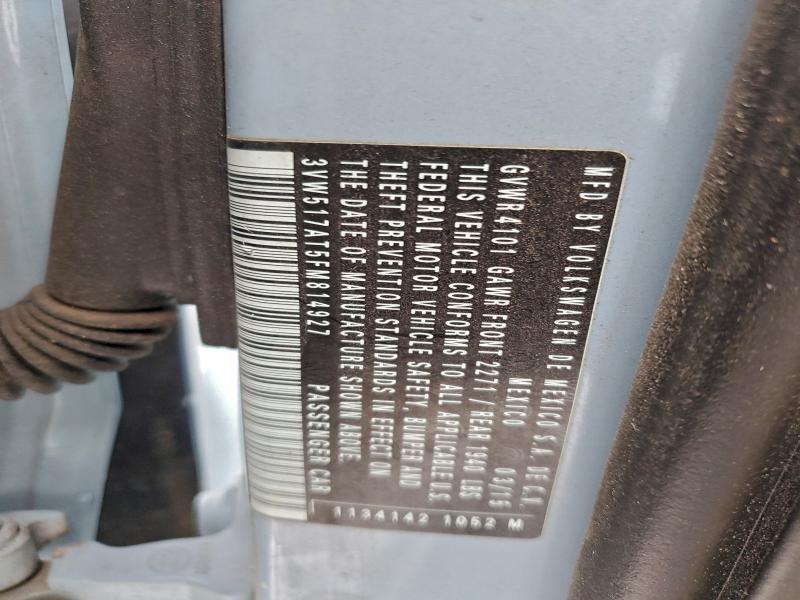 MFD BY VOLKSWAGEN DE MEXICO S.A. DE C.V.
MEXICO 03/15
GVWR 4101 GAWR FRONT 2271 / REAR 1940 LBS
THIS VEHICLE CONFORMS TO ALL APPLICABLE U.S.
FEDERAL MOTOR VEHICLE SAFETY, BUMPER AND
THEFT PREVENTION STANDARDS IN EFFECT ON
THE DATE OF MANUFACTURE SHOWN ABOVE.
3VW517AT5FM814927 PASSENGER CAR
1134142 1052 M